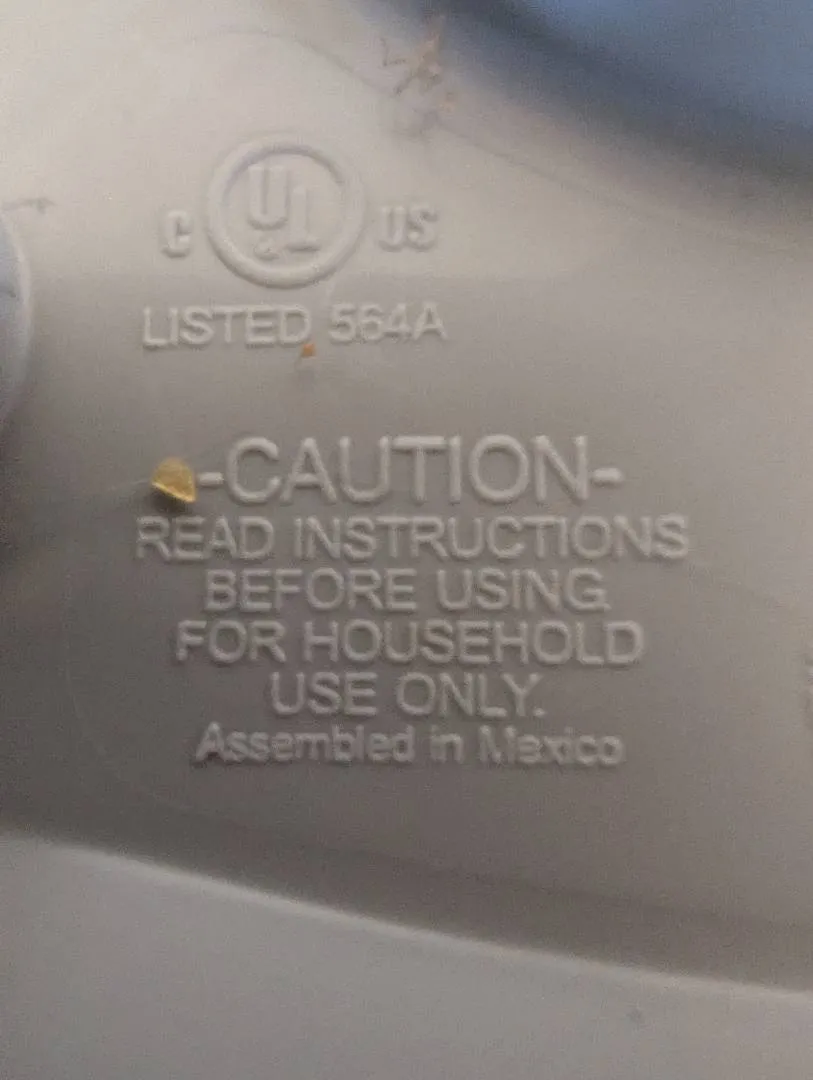 C UL US
LISTED 564A
-CAUTION-
READ INSTRUCTIONS
BEFORE USING.
FOR HOUSEHOLD
USE ONLY.
Assembled in Mexico